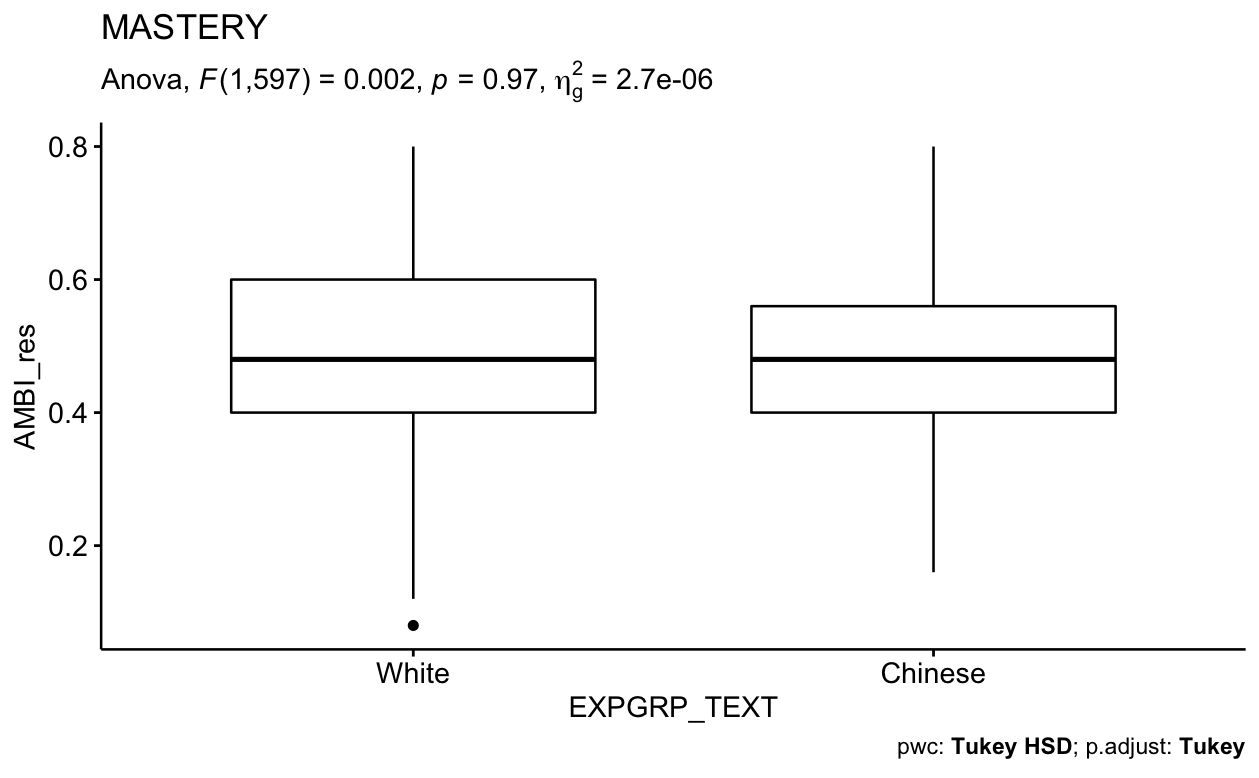 MASTERY
Anova, F(1,597) = 0.002, p = 0.97, η²g = 2.7e-06
0.8
0.6
0.4
0.2
AMBI_res
White Chinese
EXPGRP_TEXT
pwc: Tukey HSD; p.adjust: Tukey